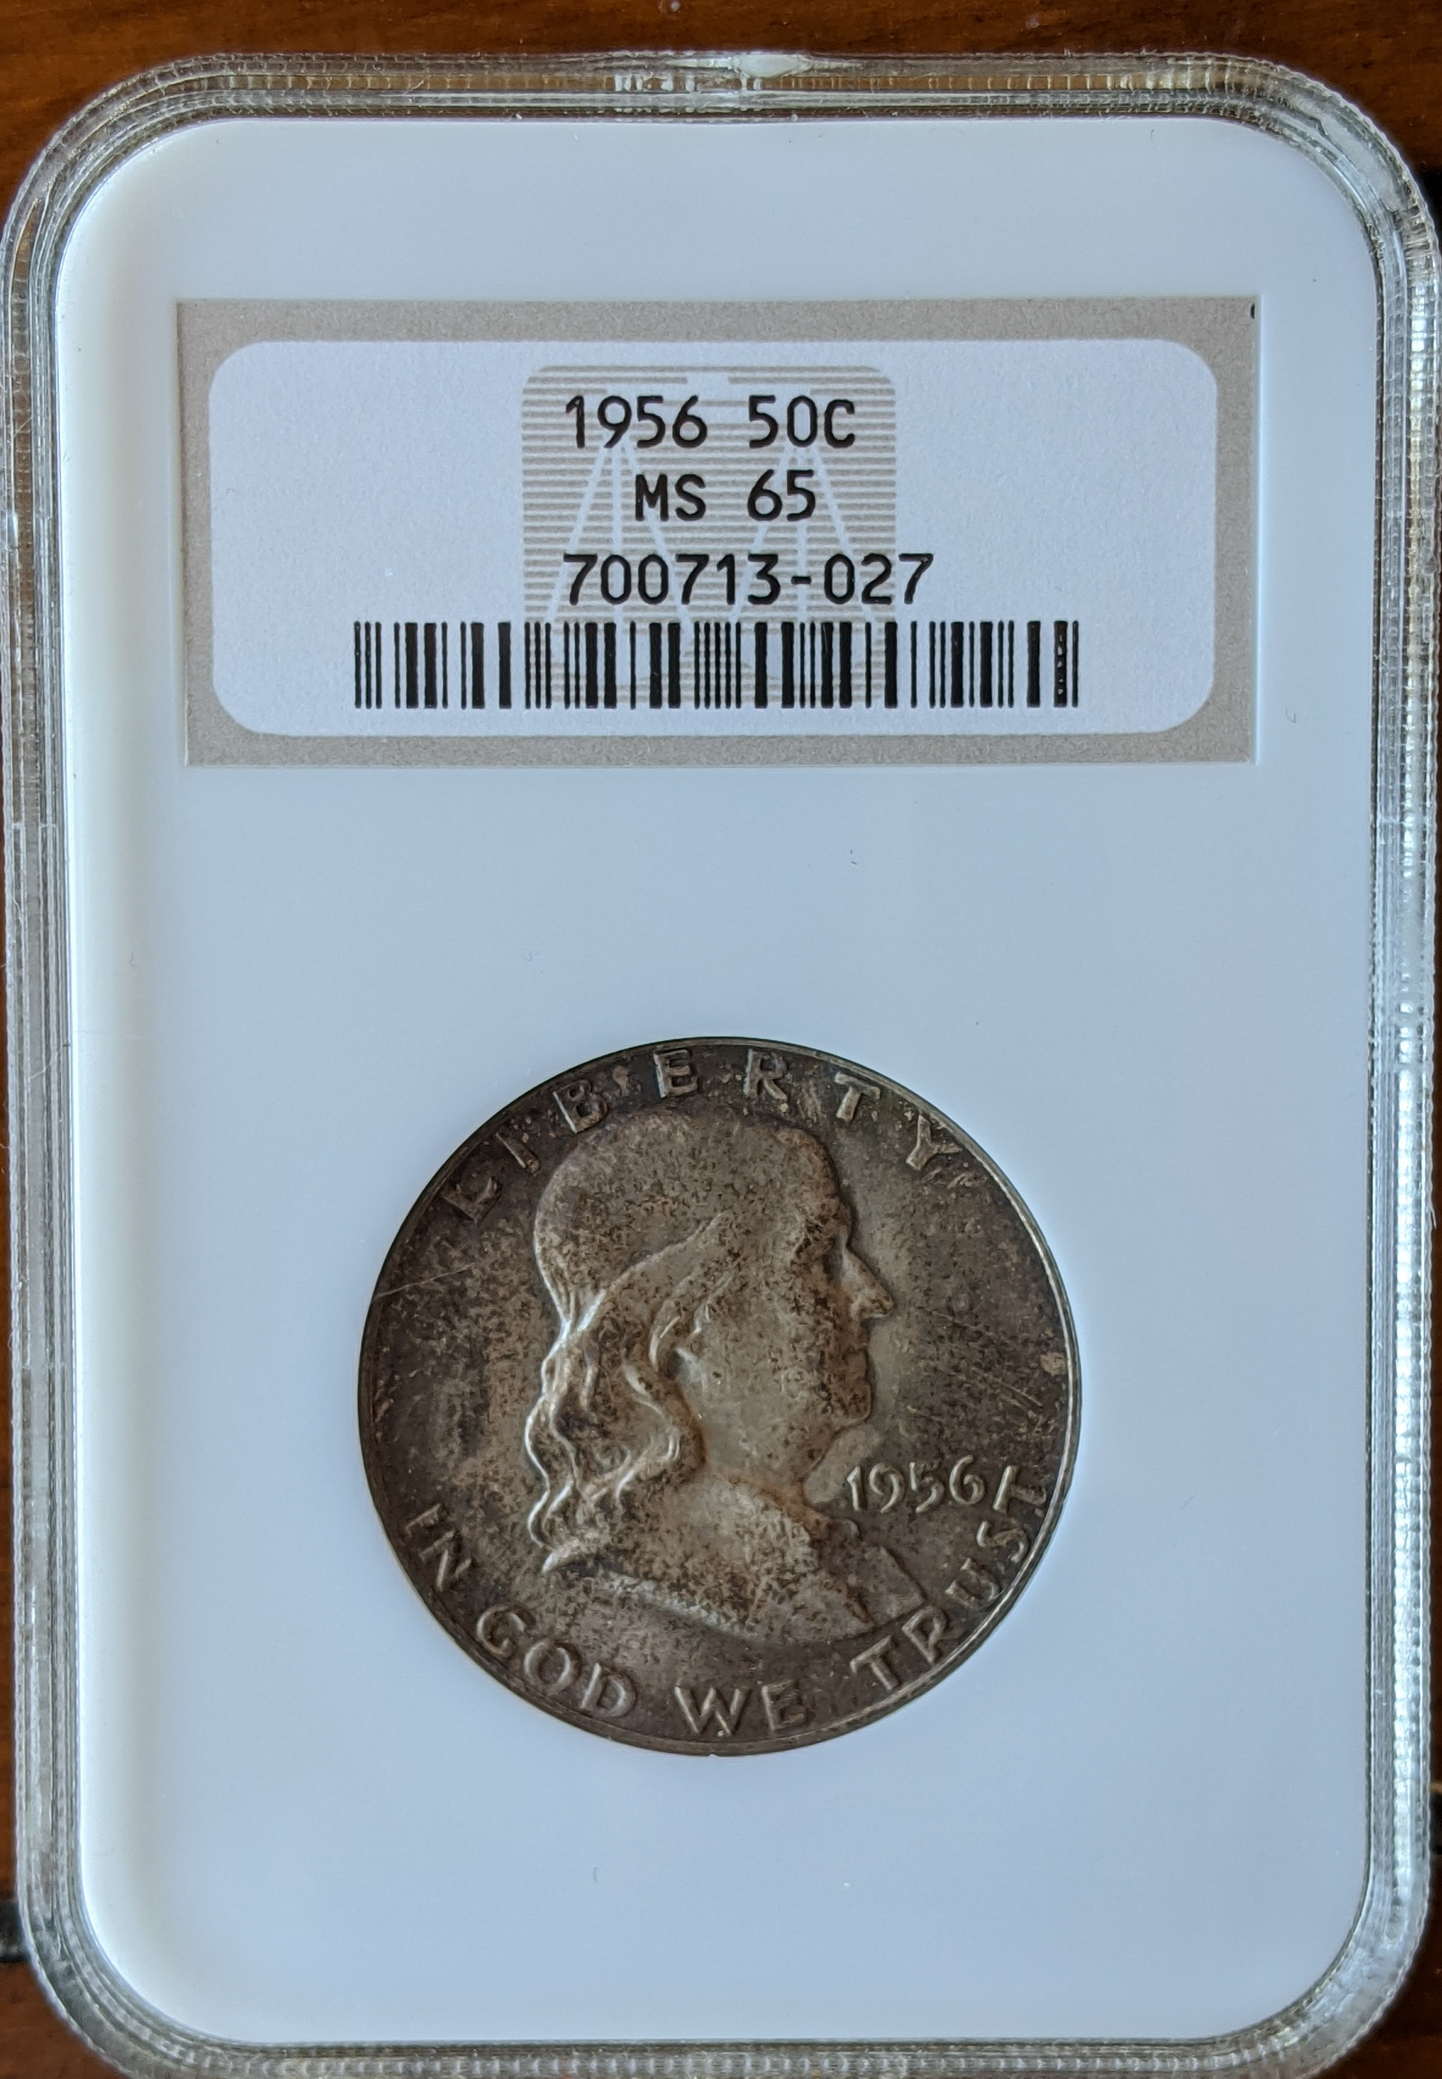 1956 50C
MS 65
700713-027
LIBERTY
1956
IN GOD WE TRUST